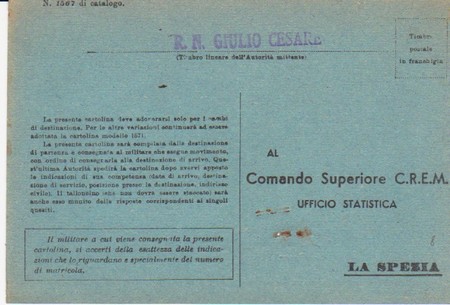 N. 1567 di catalogo.
R. N. GIULIO CESARE
(Timbro lineare dell'Autorità mittente)
Timbro
postale
in franchigia
La presente cartolina deve adoperarsi solo per i cambi
di destinazione. Per le altre variazioni continuerà ad essere
adottata la cartolina modello 157).
La presente cartolina sarà compilata dalla destinazione
di partenza e consegnata al militare che esegue movimento,
con ordine di consegnarla alla destinazione di arrivo. Que-
st'ultima Autorità spedirà la cartolina dopo avervi apposto
le indicazioni di sua competenza (data di arrivo, destina-
zione di servizio, posizione presso la destinazione, indirizzo
civile). Il talloncino (che non dovrà essere staccato) sarà
anche esso munito delle risposte corrispondenti ai singoli
quesiti.
Il militare a cui viene consegnata la presente
cartolina, si accerti della esattezza delle indicazio-
ni che lo riguardano e specialmente del numero
di matricola.
AL
Comando Superiore C.R.E.M.
UFFICIO STATISTICA
LA SPEZIA